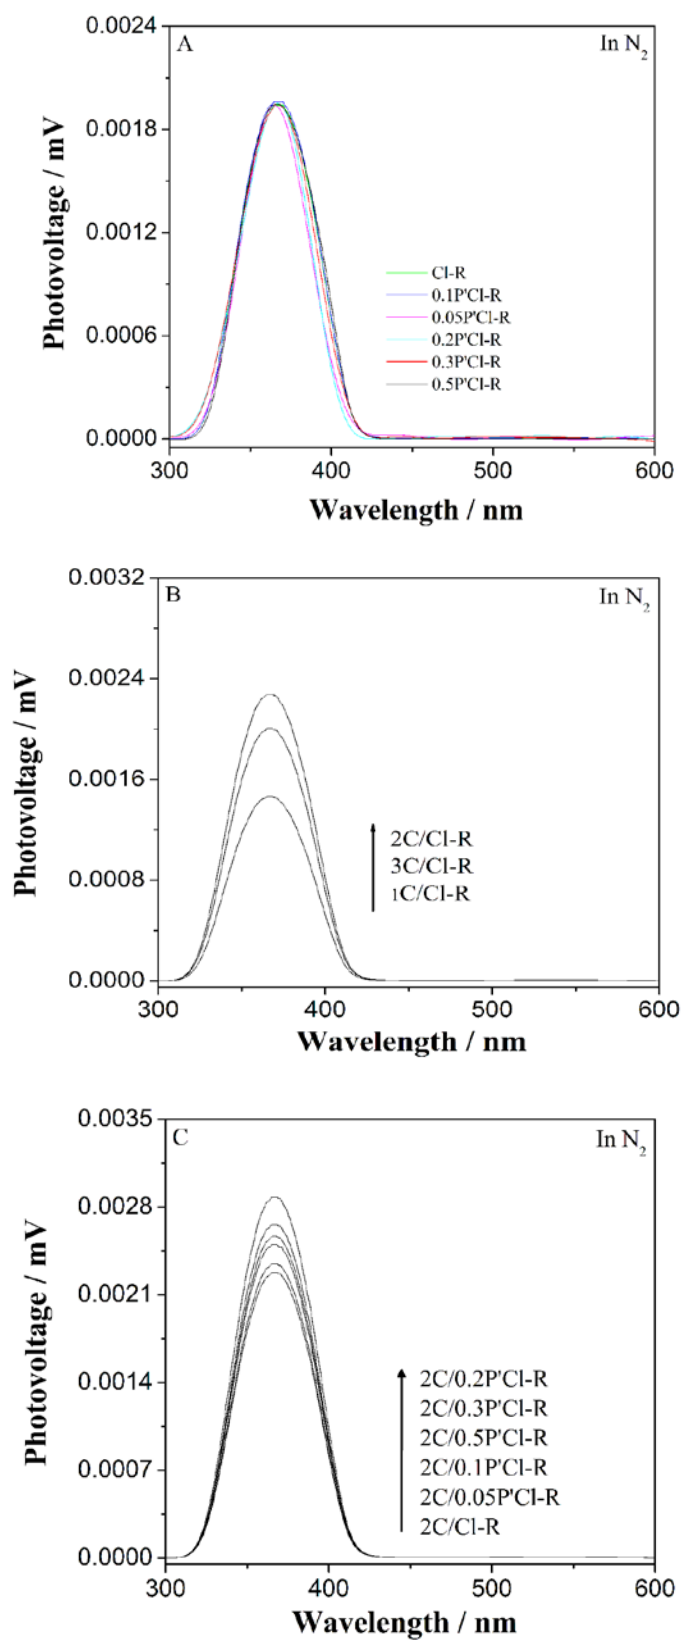 0.0024
A
In N2
0.0018
0.0012
0.0006
0.0000
Photovoltage / mV
Cl-R
0.1P'Cl-R
0.05P'Cl-R
0.2P'Cl-R
0.3P'Cl-R
0.5P'Cl-R
300 400 500 600
Wavelength / nm
0.0032
B
In N2
0.0024
0.0016
0.0008
0.0000
Photovoltage / mV
2C/Cl-R
3C/Cl-R
1C/Cl-R
300 400 500 600
Wavelength / nm
0.0035
C
In N2
0.0028
0.0021
0.0014
0.0007
0.0000
Photovoltage / mV
2C/0.2P'Cl-R
2C/0.3P'Cl-R
2C/0.5P'Cl-R
2C/0.1P'Cl-R
2C/0.05P'Cl-R
2C/Cl-R
300 400 500 600
Wavelength / nm